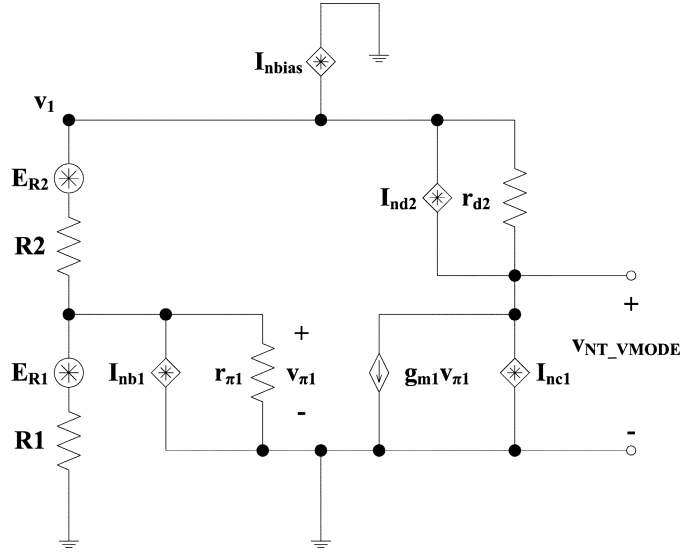 I_nbias
v_1
E_R2
I_nd2
r_d2
R2
+
E_R1
I_nb1
r_π1
+
v_π1
-
g_m1v_π1
I_nc1
v_NT_VMODE
R1
-